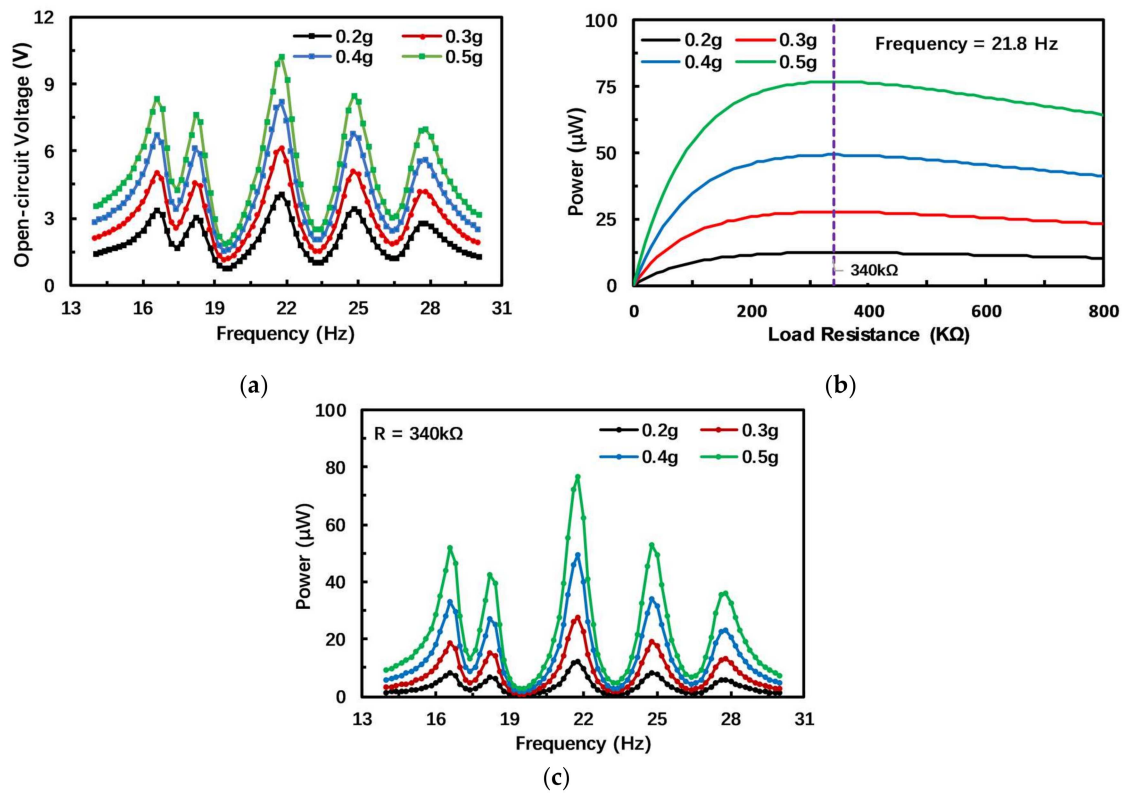 12
9
6
3
0
Open-circuit Voltage (V)
0.2g 0.3g
0.4g 0.5g
13 16 19 22 25 28 31
Frequency (Hz)
(a)
100
75
50
25
0
Power (μW)
0.2g 0.3g
0.4g 0.5g
Frequency = 21.8 Hz
340kΩ
0 200 400 600 800
Load Resistance (KΩ)
(b)
100
80
60
40
20
0
Power (μW)
R = 340kΩ
0.2g 0.3g
0.4g 0.5g
13 16 19 22 25 28 31
Frequency (Hz)
(c)